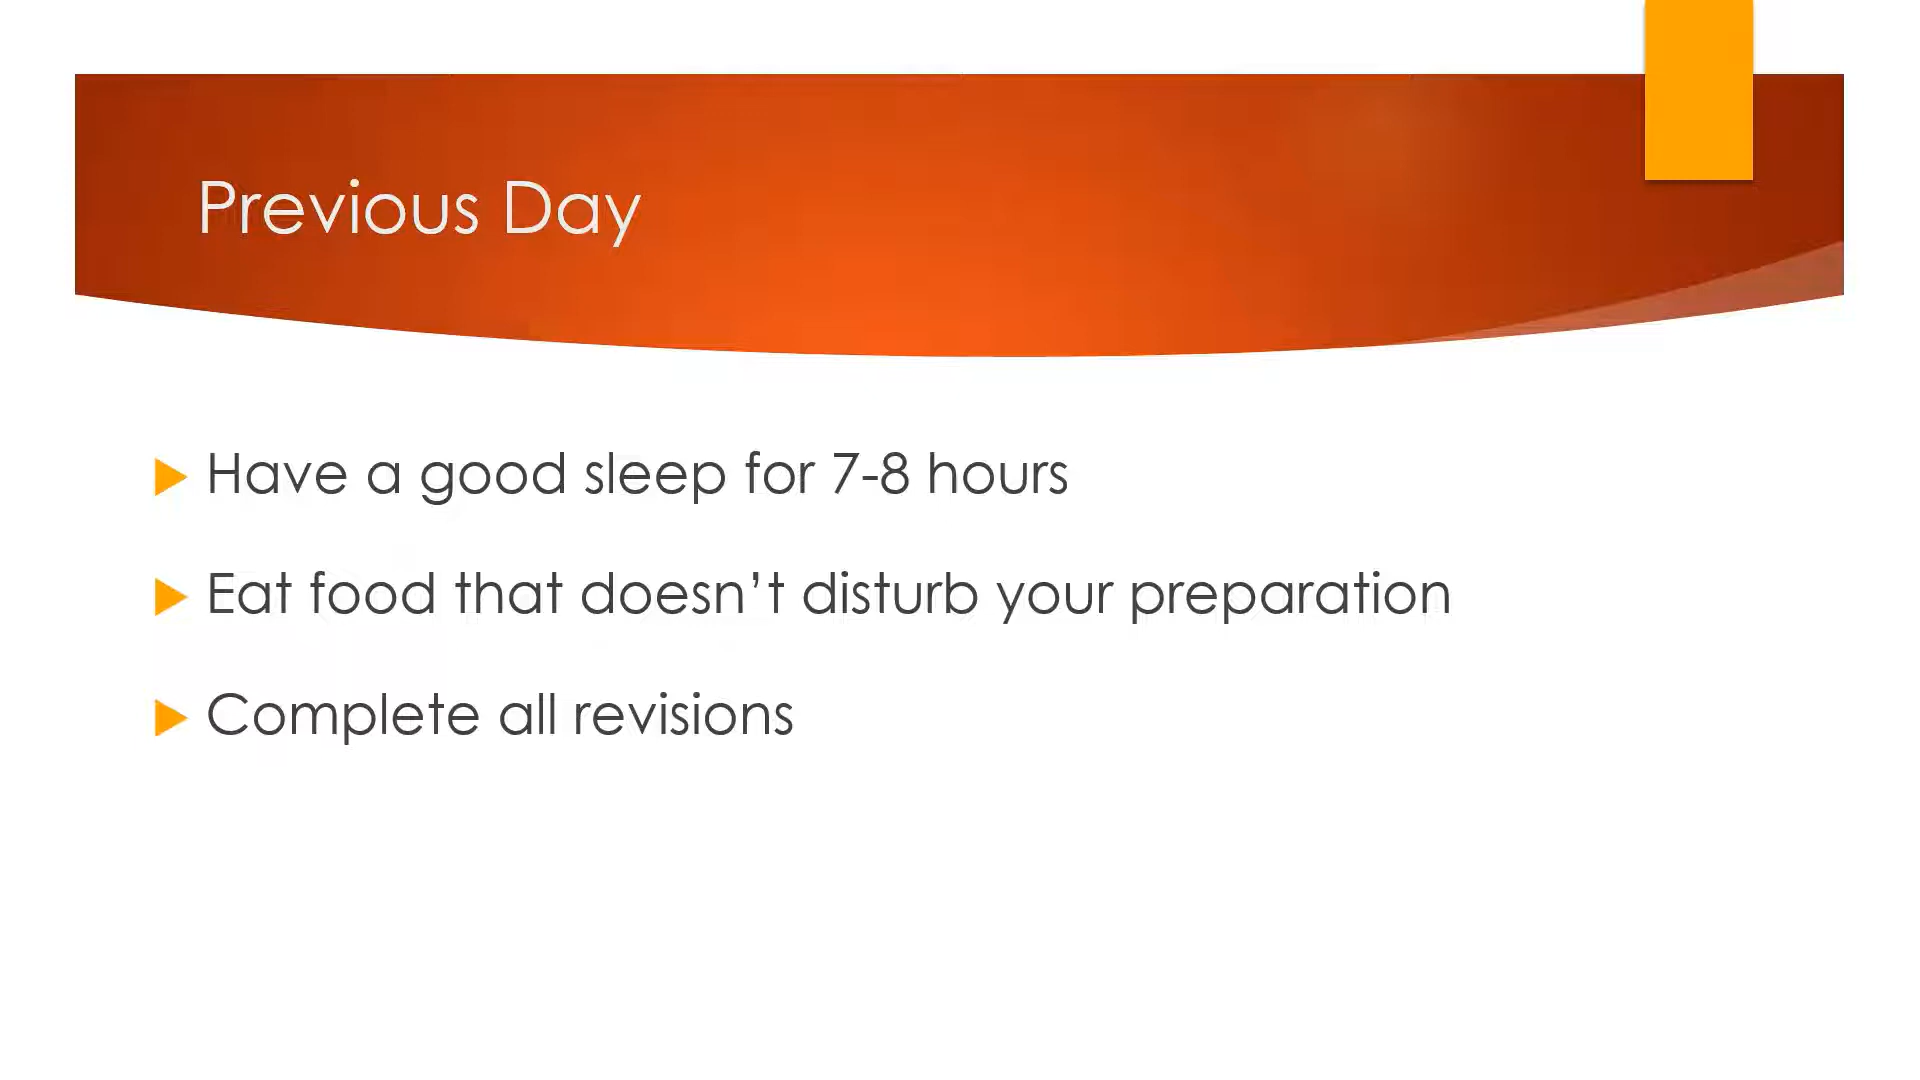 Previous Day
Have a good sleep for 7-8 hours
Eat food that doesn’t disturb your preparation
Complete all revisions